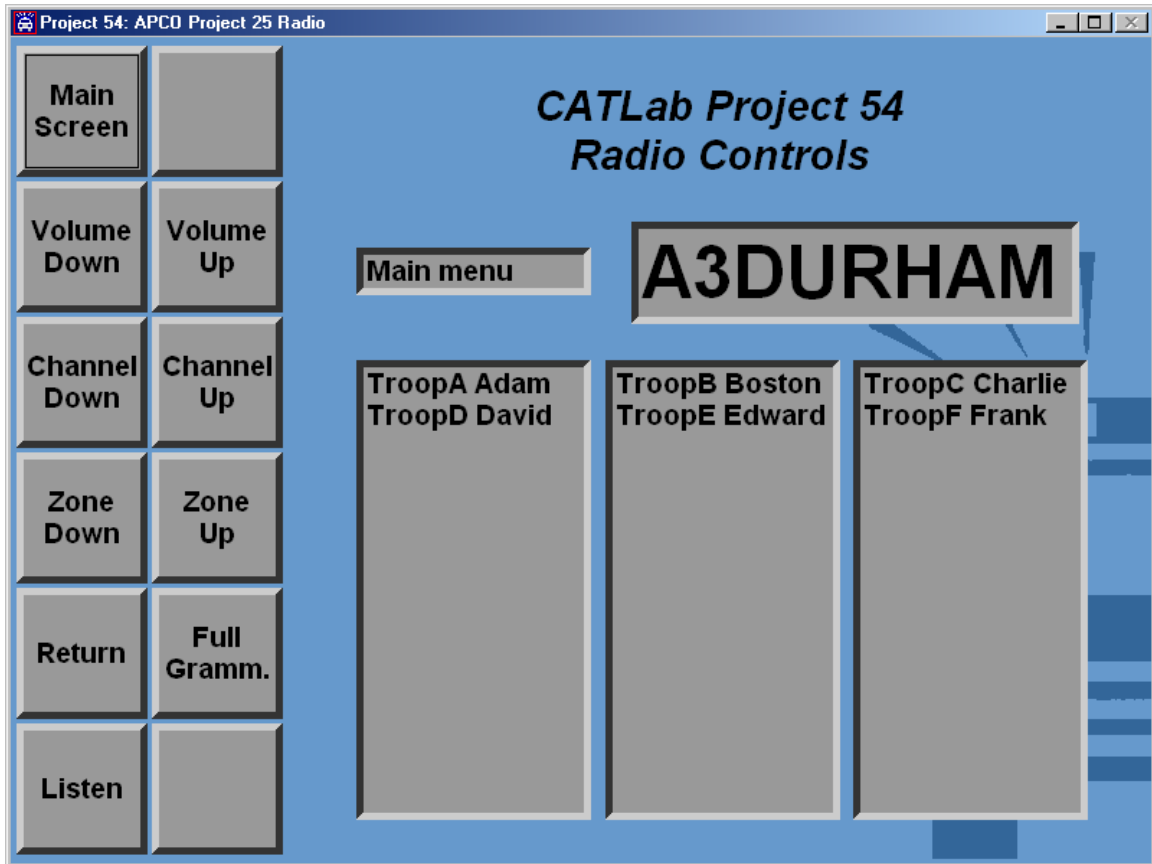 Project 54: APCO Project 25 Radio
Main
Screen
Volume
Down
Volume
Up
Channel
Down
Channel
Up
Zone
Down
Zone
Up
Return
Full
Gramm.
Listen
CATLab Project 54
Radio Controls
Main menu
A3DURHAM
TroopA Adam
TroopD David
TroopB Boston
TroopE Edward
TroopC Charlie
TroopF Frank